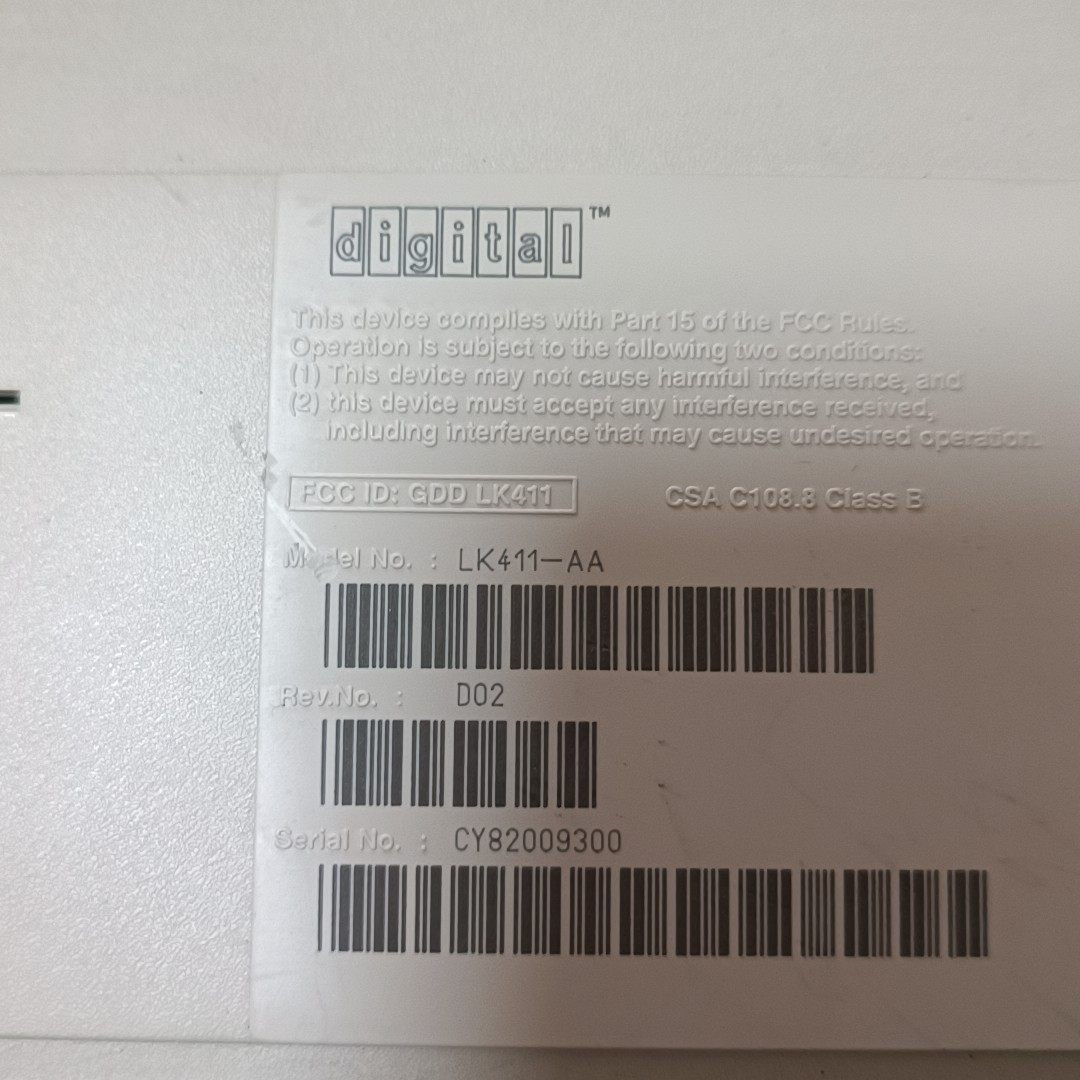 digital™
This device complies with Part 15 of the FCC Rules.
Operation is subject to the following two conditions:
(1) This device may not cause harmful interference, and
(2) this device must accept any interference received,
including interference that may cause undesired operation.
FCC ID: GDD LK411 CSA C108.8 Class B
Model No. : LK411-AA
Rev.No. : D02
Serial No. : CY82009300